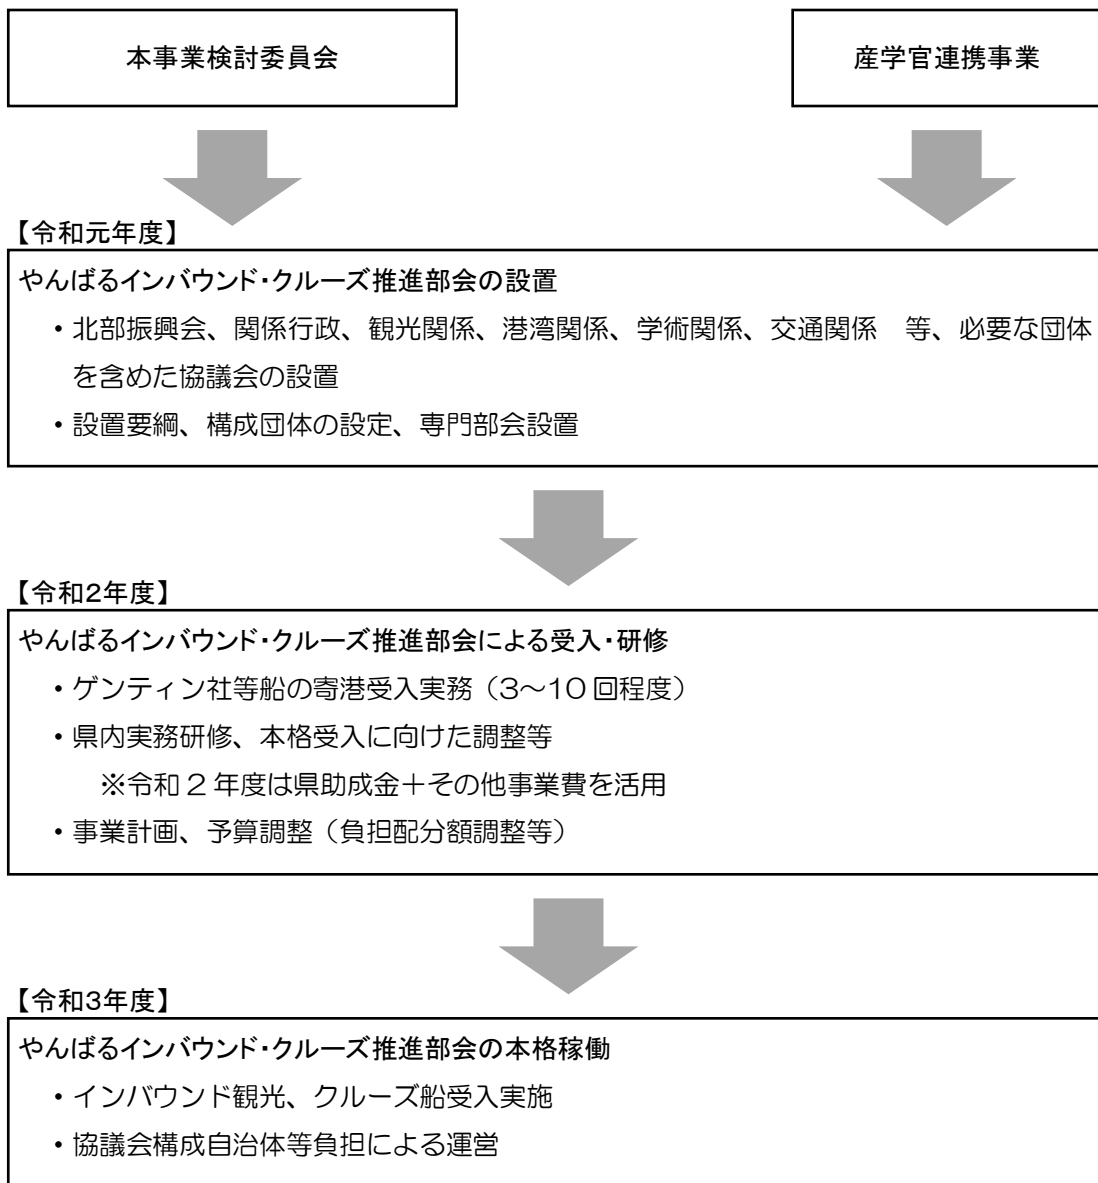 本事業検討委員会
産学官連携事業
【令和元年度】
やんばるインバウンド・クルーズ推進部会の設置
・北部振興会、関係行政、観光関係、港湾関係、学術関係、交通関係　等、必要な団体
を含めた協議会の設置
・設置要綱、構成団体の設定、専門部会設置
【令和2年度】
やんばるインバウンド・クルーズ推進部会による受入・研修
・ゲンティン社等船の寄港受入実務（3～10 回程度）
・県内実務研修、本格受入に向けた調整等
※令和 2 年度は県助成金＋その他事業費を活用
・事業計画、予算調整（負担配分額調整等）
【令和3年度】
やんばるインバウンド・クルーズ推進部会の本格稼働
・インバウンド観光、クルーズ船受入実施
・協議会構成自治体等負担による運営